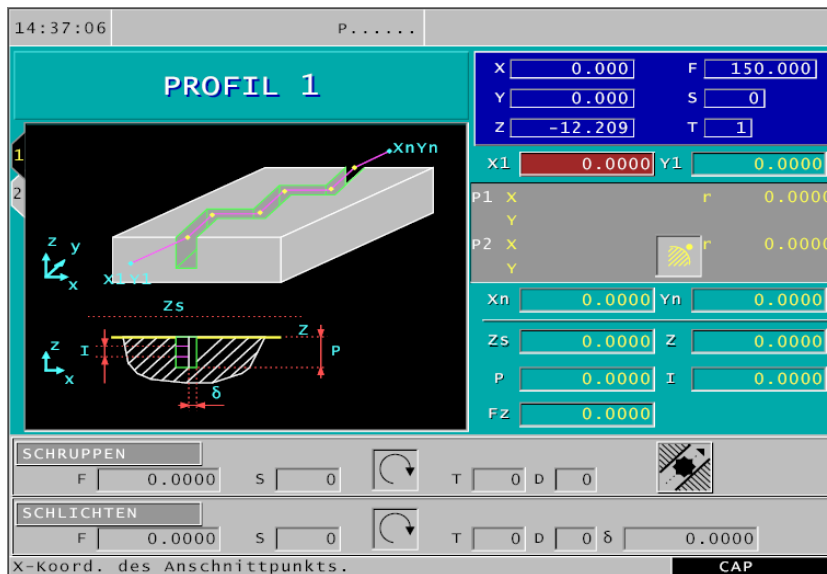 14:37:06 P......
PROFIL 1
X 0.000 F 150.000
Y 0.000 S 0
Z -12.209 T 1
1
2
XnYn
X1Y1
z y x
Zs
Z
I P
z x
δ
X1 0.0000 Y1 0.0000
P1 X r 0.0000
Y
P2 X r 0.0000
Y
Xn 0.0000 Yn 0.0000
Zs 0.0000 Z 0.0000
P 0.0000 I 0.0000
Fz 0.0000
SCHRUPPEN
F 0.0000 S 0 T 0 D 0
SCHLICHTEN
F 0.0000 S 0 T 0 D 0 δ 0.0000
X-Koord. des Anschnittpunkts. CAP